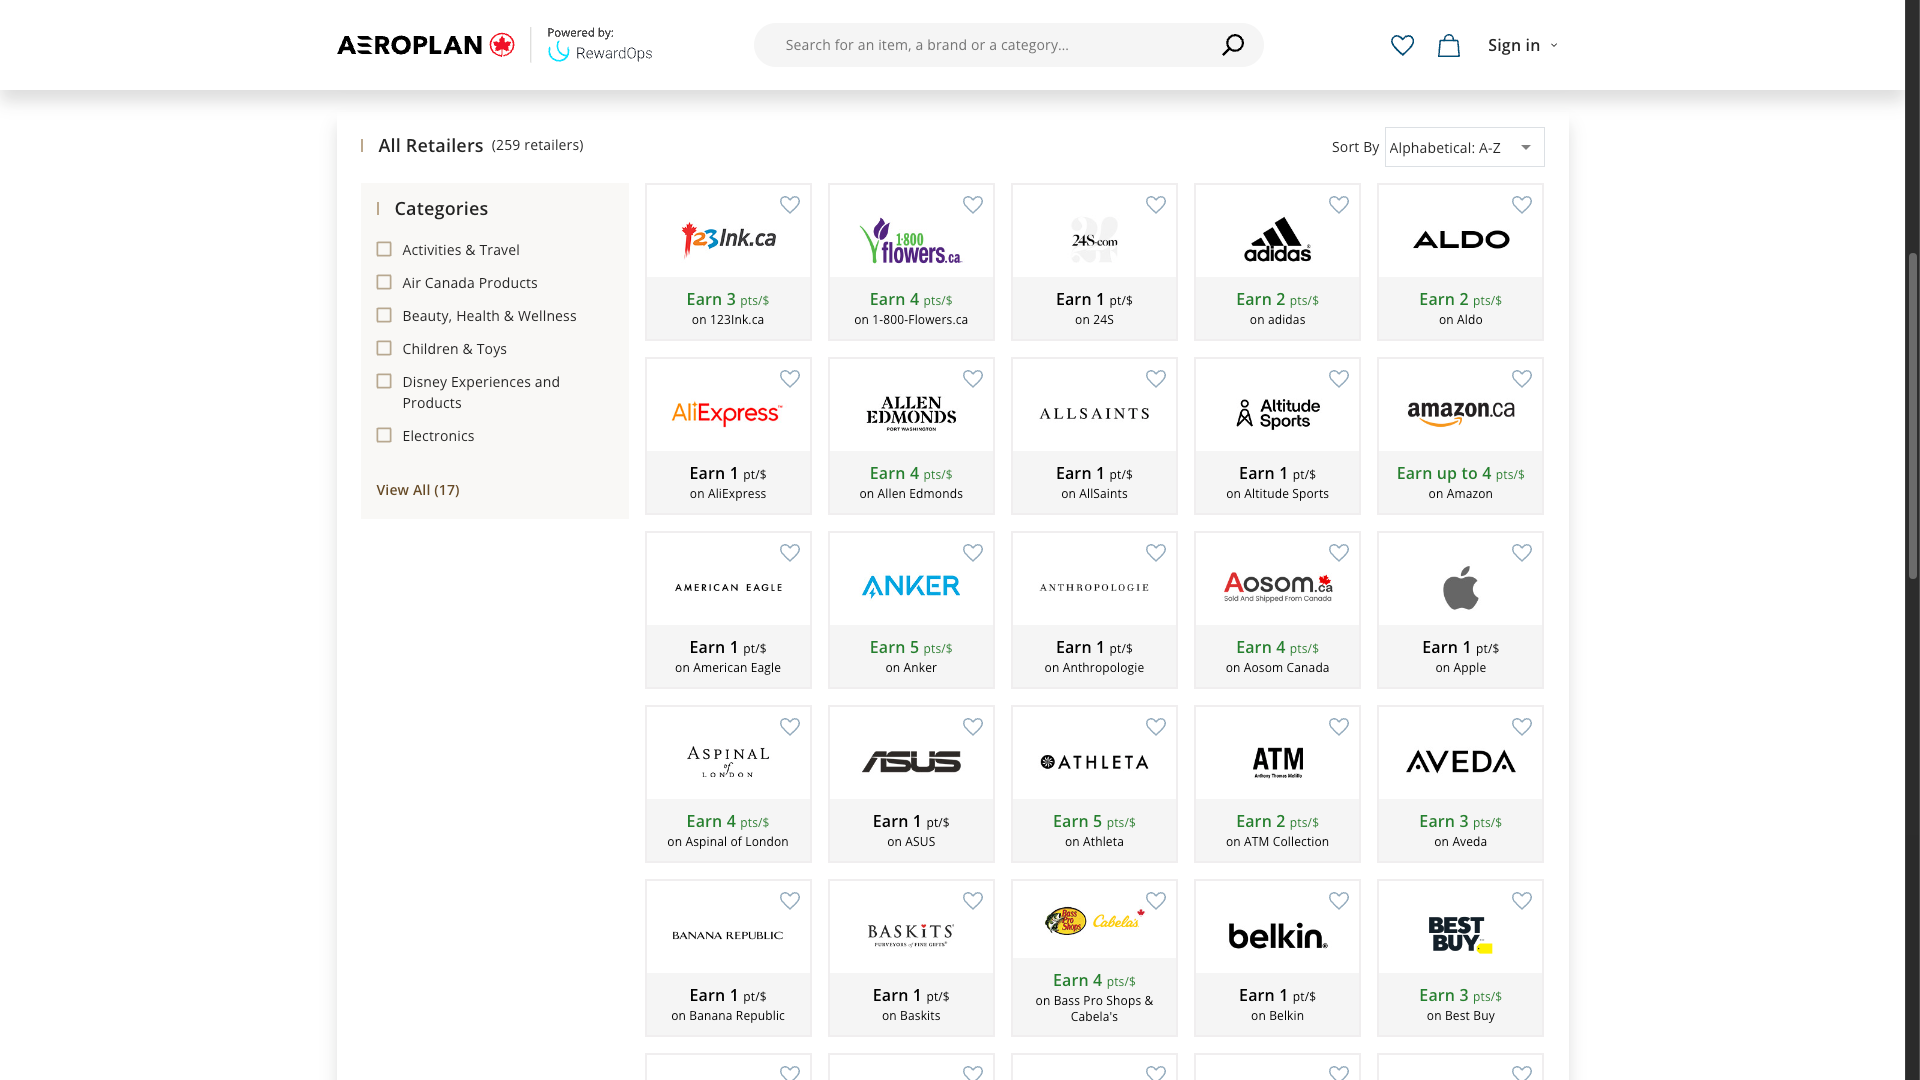 AEROPLAN
Powered by:
RewardOps
Search for an item, a brand or a category...
Sign in
All Retailers (259 retailers)
Sort By Alphabetical: A-Z
Categories
Activities & Travel
Air Canada Products
Beauty, Health & Wellness
Children & Toys
Disney Experiences and
Products
Electronics
View All (17)
123Ink.ca
Earn 3 pts/$
on 123Ink.ca
1-800
flowers.ca
Earn 4 pts/$
on 1-800-Flowers.ca
24S.com
Earn 1 pt/$
on 24S
adidas
Earn 2 pts/$
on adidas
ALDO
Earn 2 pts/$
on Aldo
AliExpress™
Earn 1 pt/$
on AliExpress
ALLEN
EDMONDS
PORT WASHINGTON
Earn 4 pts/$
on Allen Edmonds
ALLSAINTS
Earn 1 pt/$
on AllSaints
Altitude
Sports
Earn 1 pt/$
on Altitude Sports
amazon.ca
Earn up to 4 pts/$
on Amazon
AMERICAN EAGLE
Earn 1 pt/$
on American Eagle
ANKER
Earn 5 pts/$
on Anker
ANTHROPOLOGIE
Earn 1 pt/$
on Anthropologie
Aosom.ca
Sold And Shipped From Canada
Earn 4 pts/$
on Aosom Canada
Earn 1 pt/$
on Apple
ASPINAL
of
LONDON
Earn 4 pts/$
on Aspinal of London
ASUS
Earn 1 pt/$
on ASUS
ATHLETA
Earn 5 pts/$
on Athleta
ATM
Anthony Thomas Melillo
Earn 2 pts/$
on ATM Collection
AVEDA
Earn 3 pts/$
on Aveda
BANANA REPUBLIC
Earn 1 pt/$
on Banana Republic
BASKITS
PURVEYORS of FINE GIFTS
Earn 1 pt/$
on Baskits
Bass
Pro
Shops
Cabela's
Earn 4 pts/$
on Bass Pro Shops &
Cabela's
belkin
Earn 1 pt/$
on Belkin
BEST
BUY
Earn 3 pts/$
on Best Buy